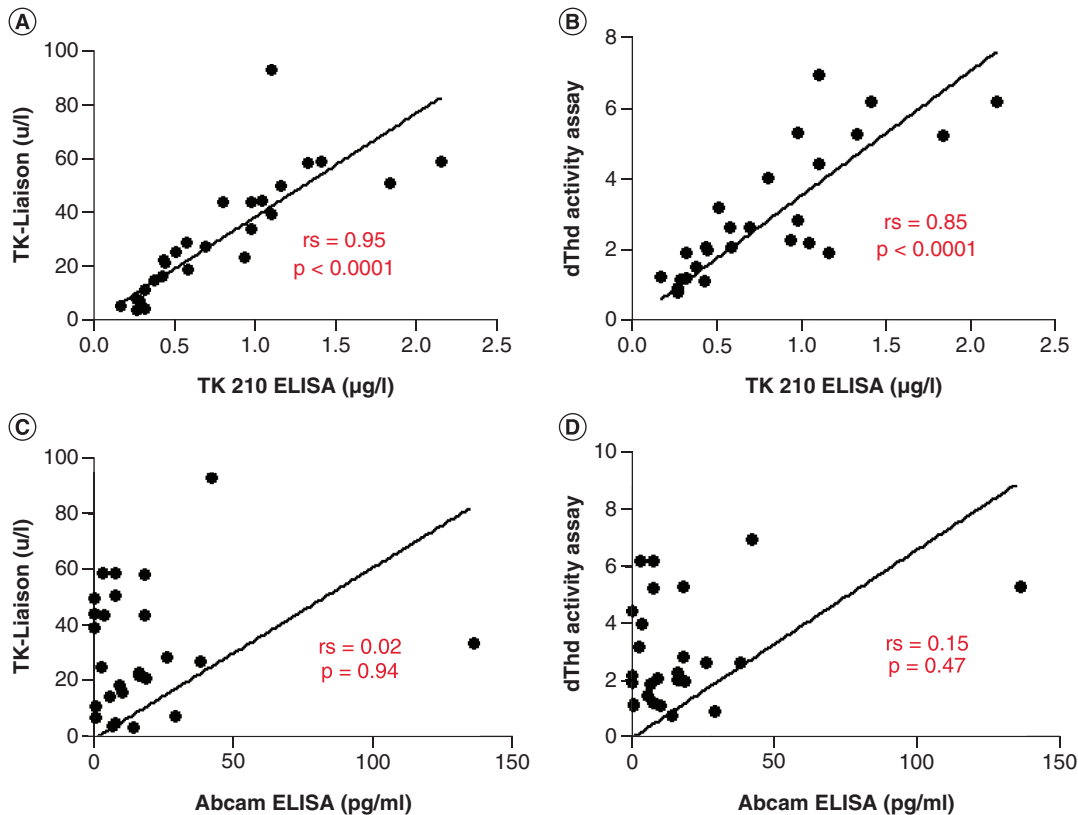 A
100
80
60
40
20
0
TK-Liaison (u/l)
rs = 0.95
p < 0.0001
0.0 0.5 1.0 1.5 2.0 2.5
TK 210 ELISA (µg/l)
B
8
6
4
2
0
dThd activity assay
rs = 0.85
p < 0.0001
0.0 0.5 1.0 1.5 2.0 2.5
TK 210 ELISA (µg/l)
C
100
80
60
40
20
0
TK-Liaison (u/l)
rs = 0.02
p = 0.94
0 50 100 150
Abcam ELISA (pg/ml)
D
10
8
6
4
2
0
dThd activity assay
rs = 0.15
p = 0.47
0 50 100 150
Abcam ELISA (pg/ml)